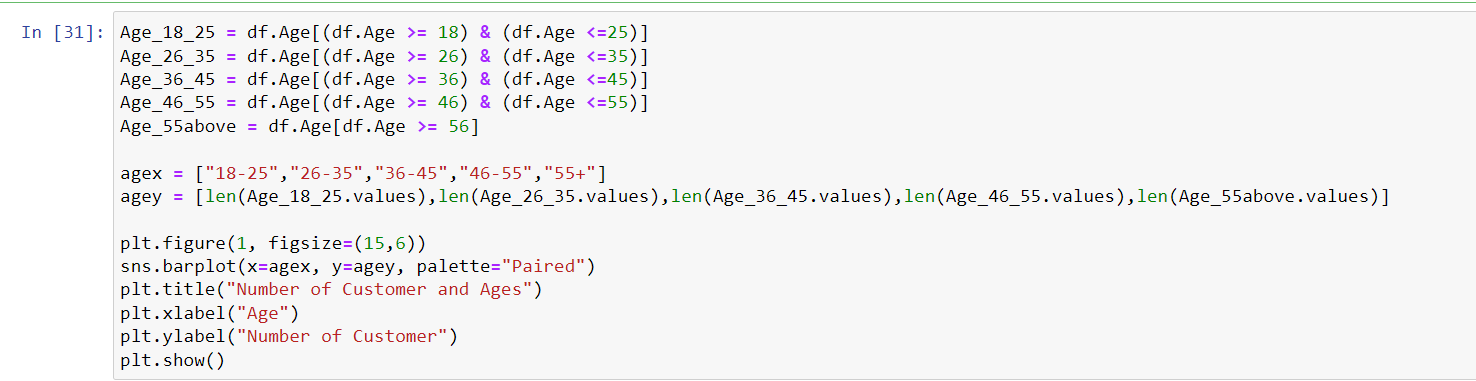 In [31]: Age_18_25 = df.Age[(df.Age >= 18) & (df.Age <=25)]
Age_26_35 = df.Age[(df.Age >= 26) & (df.Age <=35)]
Age_36_45 = df.Age[(df.Age >= 36) & (df.Age <=45)]
Age_46_55 = df.Age[(df.Age >= 46) & (df.Age <=55)]
Age_55above = df.Age[df.Age >= 56]
agex = ["18-25","26-35","36-45","46-55","55+"]
agey = [len(Age_18_25.values),len(Age_26_35.values),len(Age_36_45.values),len(Age_46_55.values),len(Age_55above.values)]
plt.figure(1, figsize=(15,6))
sns.barplot(x=agex, y=agey, palette="Paired")
plt.title("Number of Customer and Ages")
plt.xlabel("Age")
plt.ylabel("Number of Customer")
plt.show()